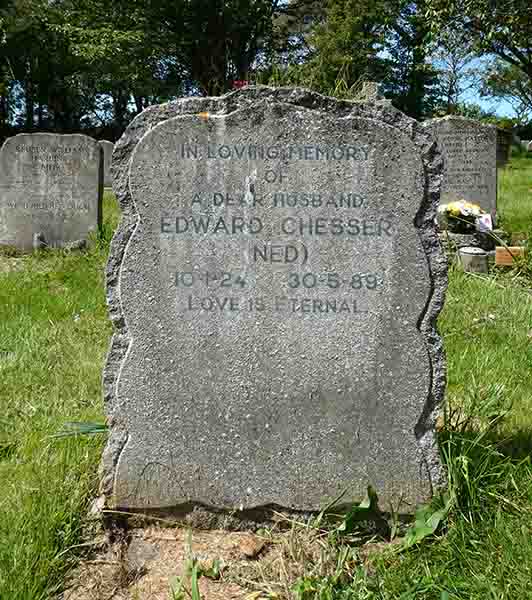 IN LOVING MEMORY
OF
A DEAR HUSBAND
EDWARD CHESSER
(NED)
10-1-24 30-5-89
LOVE IS ETERNAL.